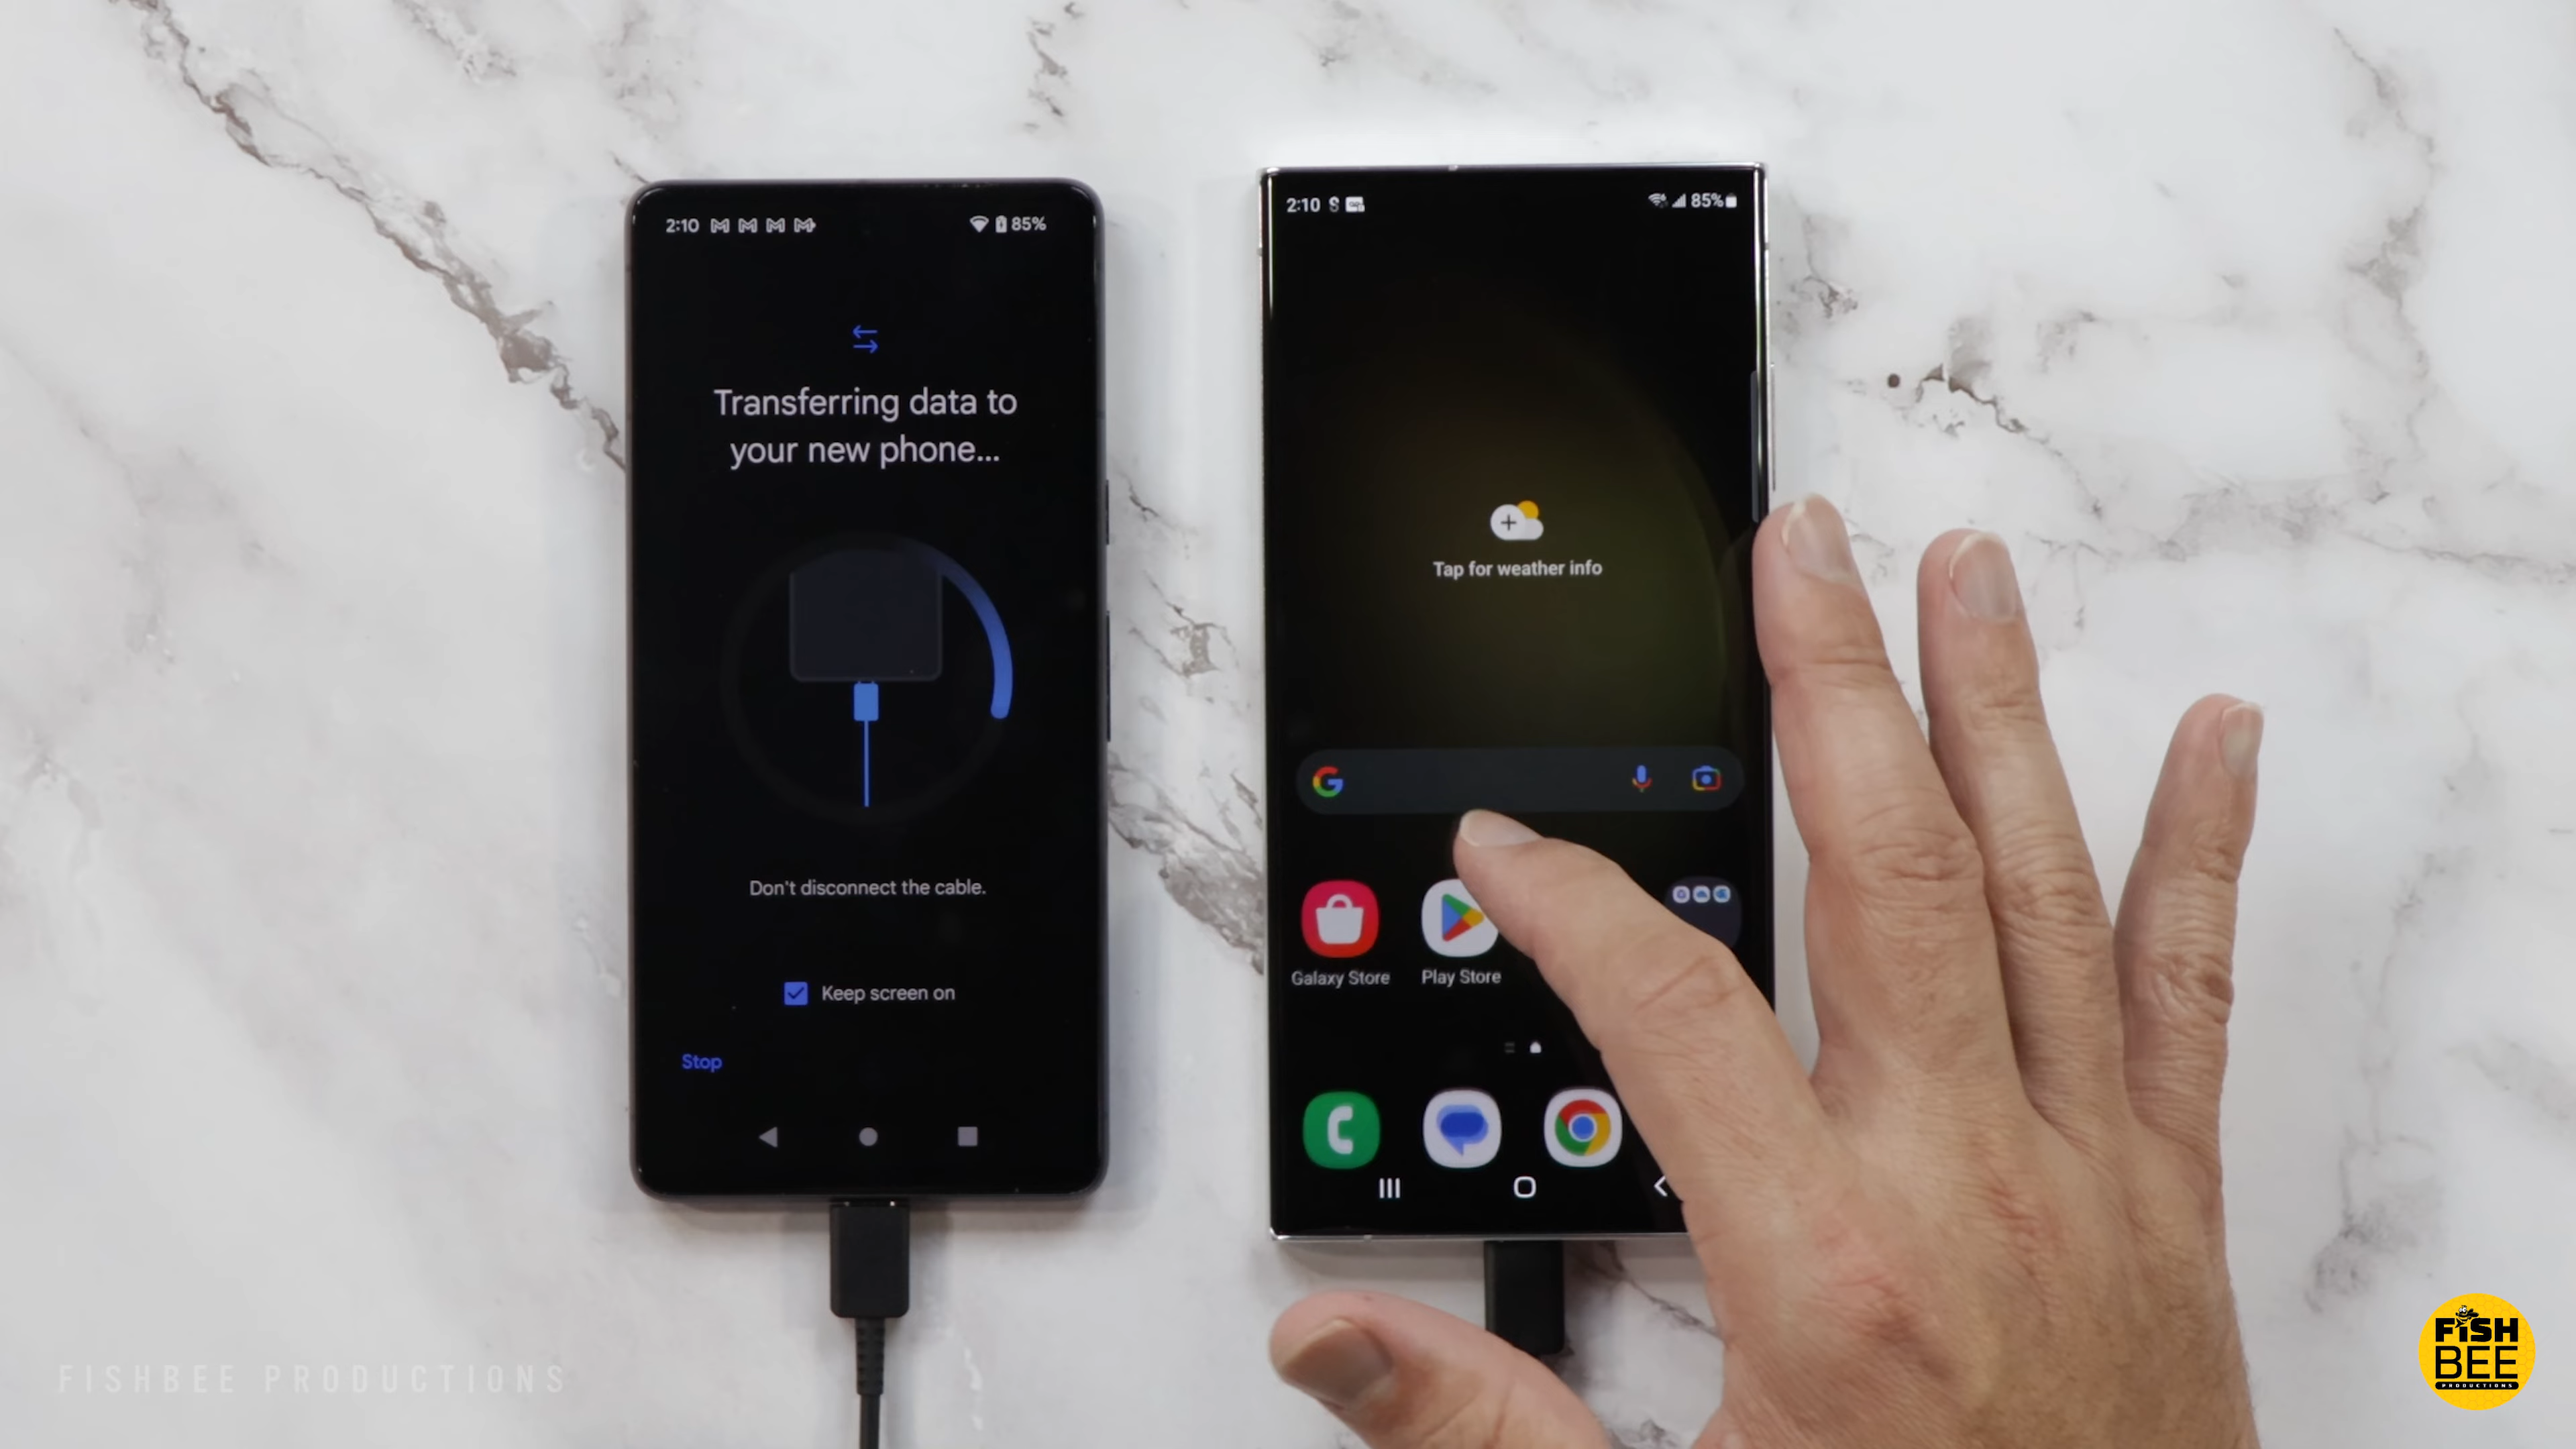 2:10
85%
Transferring data to
your new phone...
Don't disconnect the cable.
Keep screen on
Stop
2:10
85%
Tap for weather info
Galaxy Store
Play Store
FISHBEE PRODUCTIONS
FISH
BEE
PRODUCTIONS